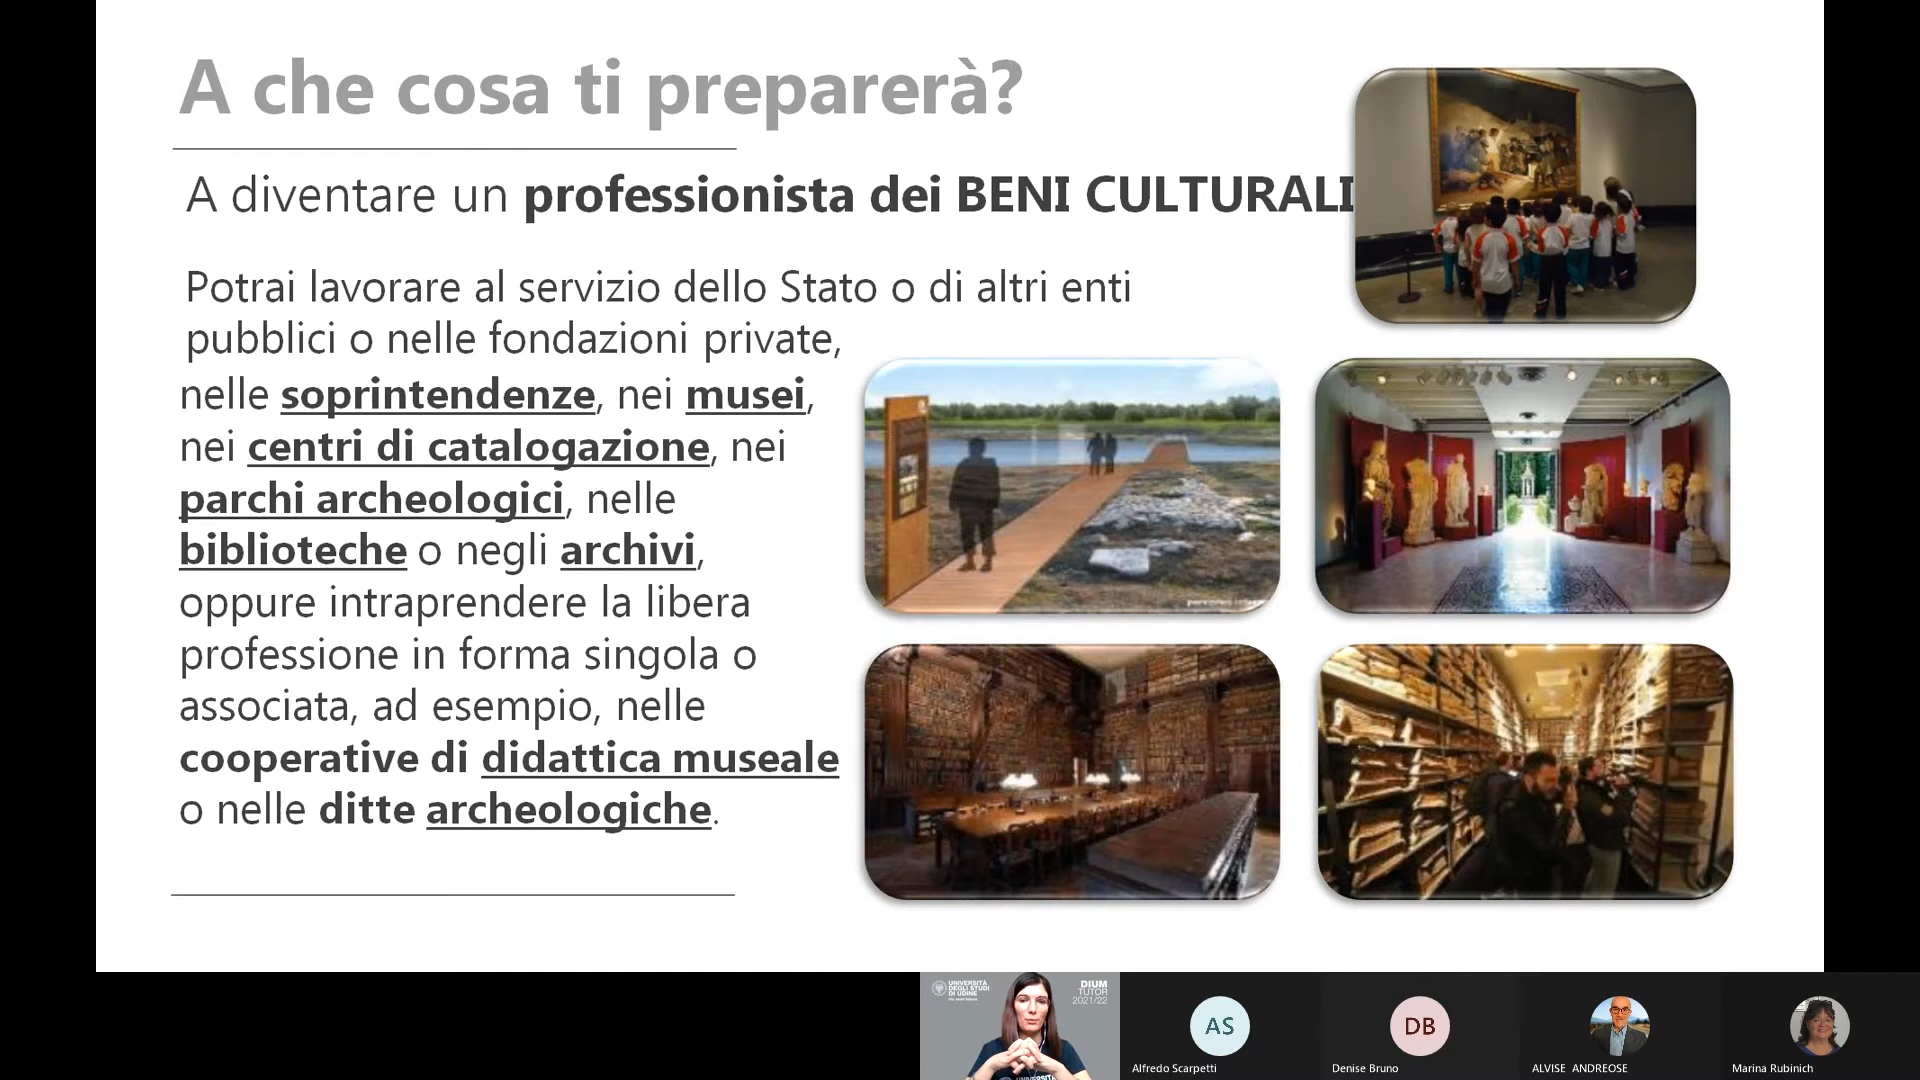 A che cosa ti preparerà?
A diventare un professionista dei BENI CULTURALI
Potrai lavorare al servizio dello Stato o di altri enti
pubblici o nelle fondazioni private,
nelle soprintendenze, nei musei,
nei centri di catalogazione, nei
parchi archeologici, nelle
biblioteche o negli archivi,
oppure intraprendere la libera
professione in forma singola o
associata, ad esempio, nelle
cooperative di didattica museale
o nelle ditte archeologiche.
UNIVERSITÀ
DEGLI STUDI
DI UDINE
DIUM
TUTOR
2021/22
AS
DB
Alfredo Scarpetti
Denise Bruno
ALVISE ANDREOSE
Marina Rubinich